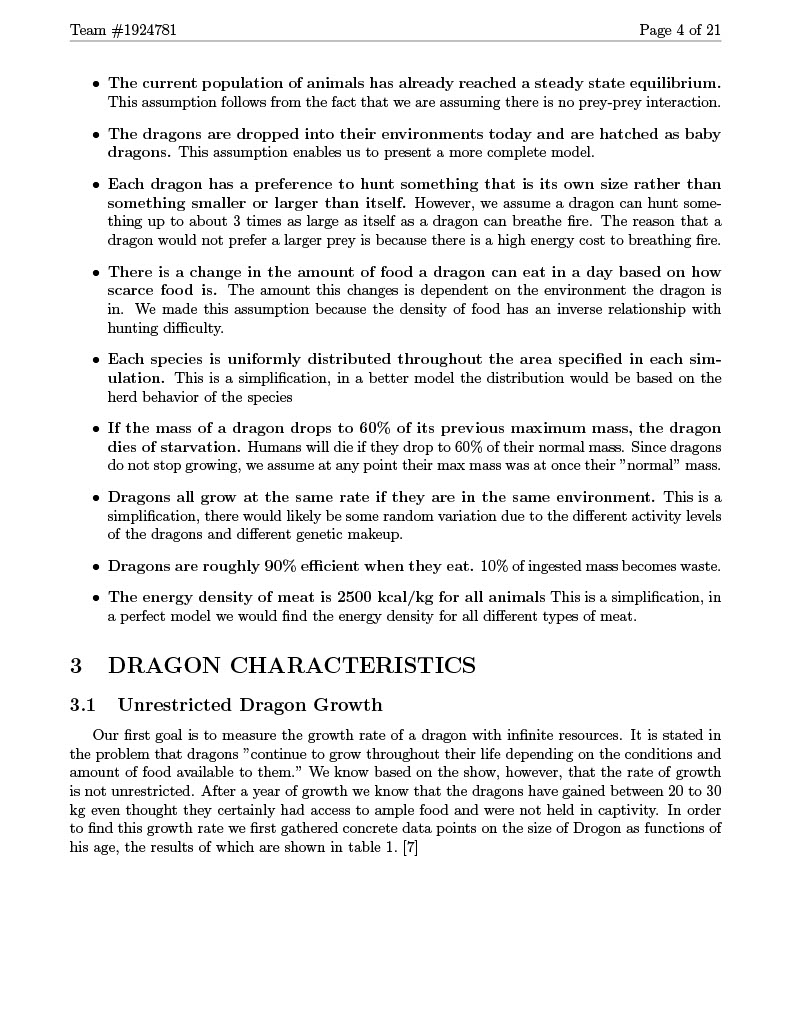 Team #1924781 Page 4 of 21
• The current population of animals has already reached a steady state equilibrium.
This assumption follows from the fact that we are assuming there is no prey-prey interaction.
• The dragons are dropped into their environments today and are hatched as baby
dragons. This assumption enables us to present a more complete model.
• Each dragon has a preference to hunt something that is its own size rather than
something smaller or larger than itself. However, we assume a dragon can hunt some-
thing up to about 3 times as large as itself as a dragon can breathe fire. The reason that a
dragon would not prefer a larger prey is because there is a high energy cost to breathing fire.
• There is a change in the amount of food a dragon can eat in a day based on how
scarce food is. The amount this changes is dependent on the environment the dragon is
in. We made this assumption because the density of food has an inverse relationship with
hunting difficulty.
• Each species is uniformly distributed throughout the area specified in each sim-
ulation. This is a simplification, in a better model the distribution would be based on the
herd behavior of the species
• If the mass of a dragon drops to 60% of its previous maximum mass, the dragon
dies of starvation. Humans will die if they drop to 60% of their normal mass. Since dragons
do not stop growing, we assume at any point their max mass was at once their ”normal” mass.
• Dragons all grow at the same rate if they are in the same environment. This is a
simplification, there would likely be some random variation due to the different activity levels
of the dragons and different genetic makeup.
• Dragons are roughly 90% efficient when they eat. 10% of ingested mass becomes waste.
• The energy density of meat is 2500 kcal/kg for all animals This is a simplification, in
a perfect model we would find the energy density for all different types of meat.
3 DRAGON CHARACTERISTICS
3.1 Unrestricted Dragon Growth
Our first goal is to measure the growth rate of a dragon with infinite resources. It is stated in
the problem that dragons ”continue to grow throughout their life depending on the conditions and
amount of food available to them.” We know based on the show, however, that the rate of growth
is not unrestricted. After a year of growth we know that the dragons have gained between 20 to 30
kg even thought they certainly had access to ample food and were not held in captivity. In order
to find this growth rate we first gathered concrete data points on the size of Drogon as functions of
his age, the results of which are shown in table 1. [7]